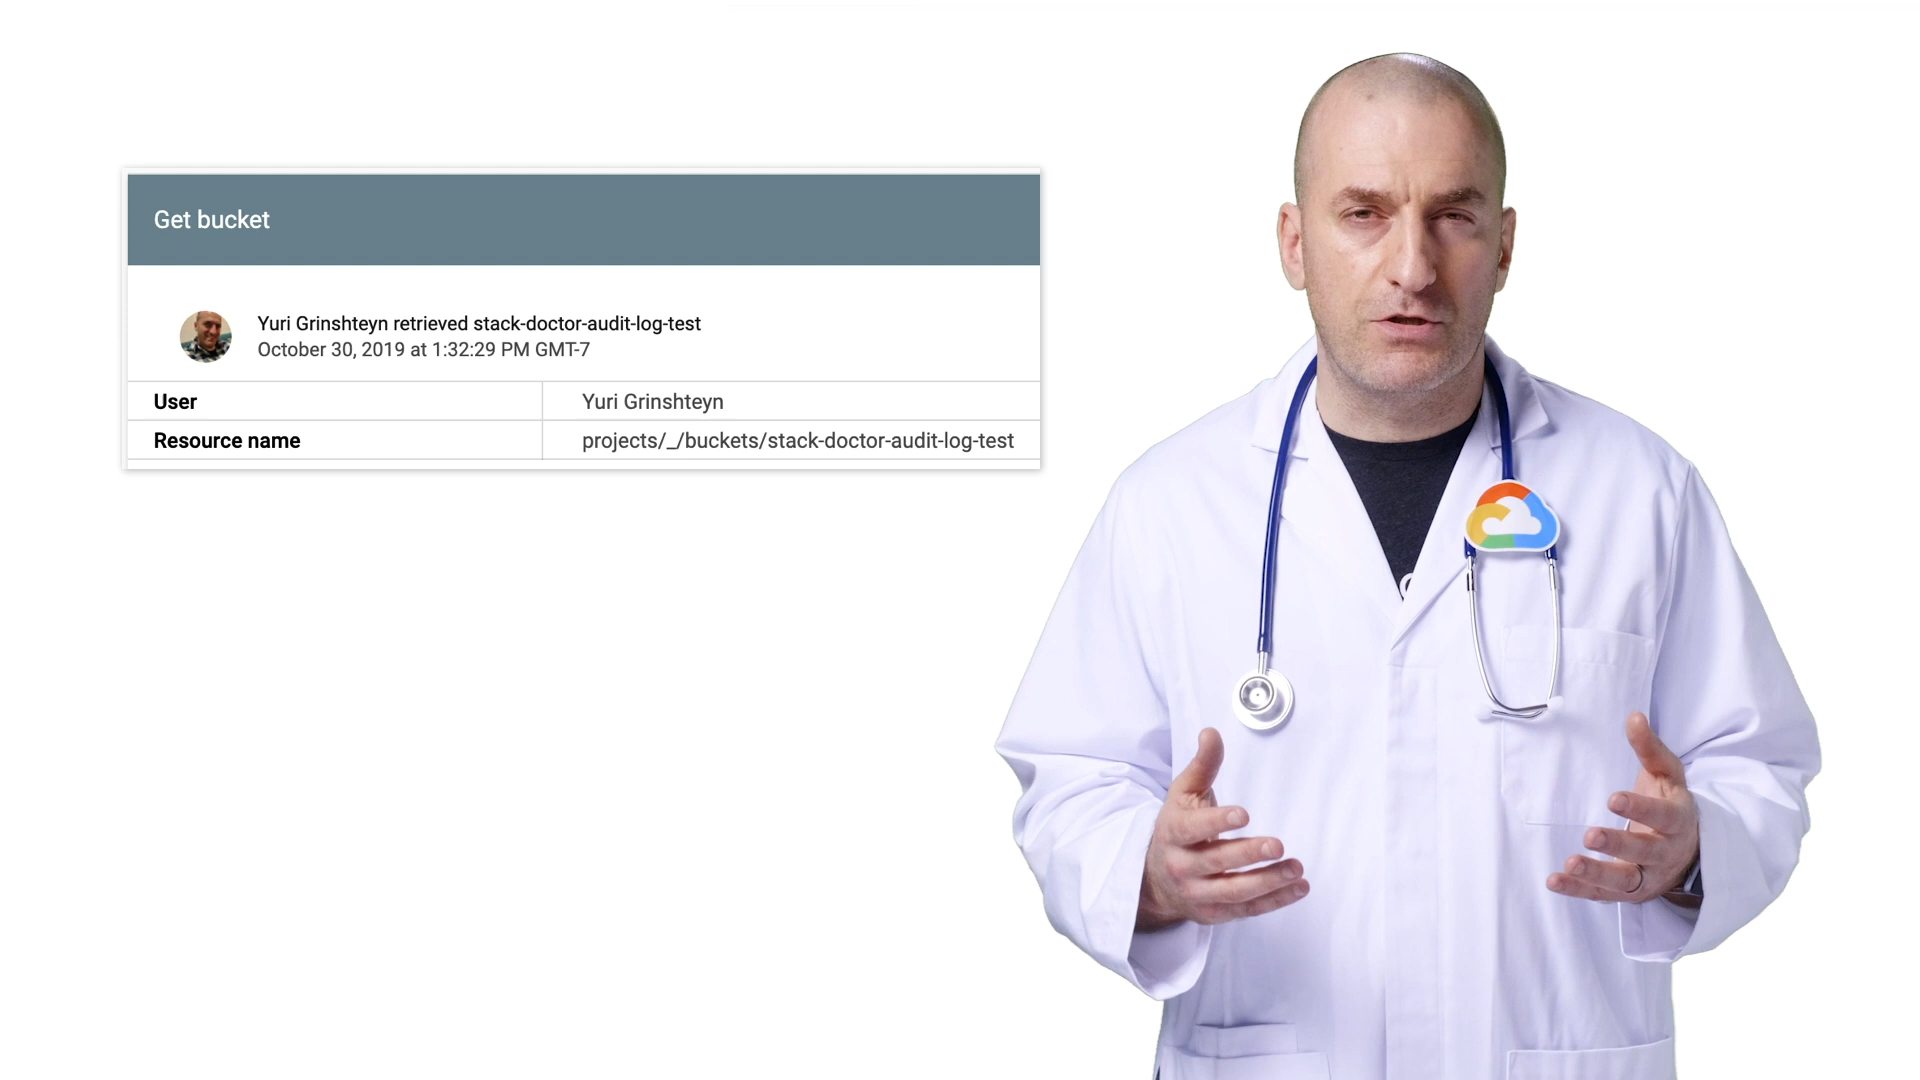 Get bucket
Yuri Grinshteyn retrieved stack-doctor-audit-log-test
October 30, 2019 at 1:32:29 PM GMT-7
User
Yuri Grinshteyn
Resource name
projects/_/buckets/stack-doctor-audit-log-test